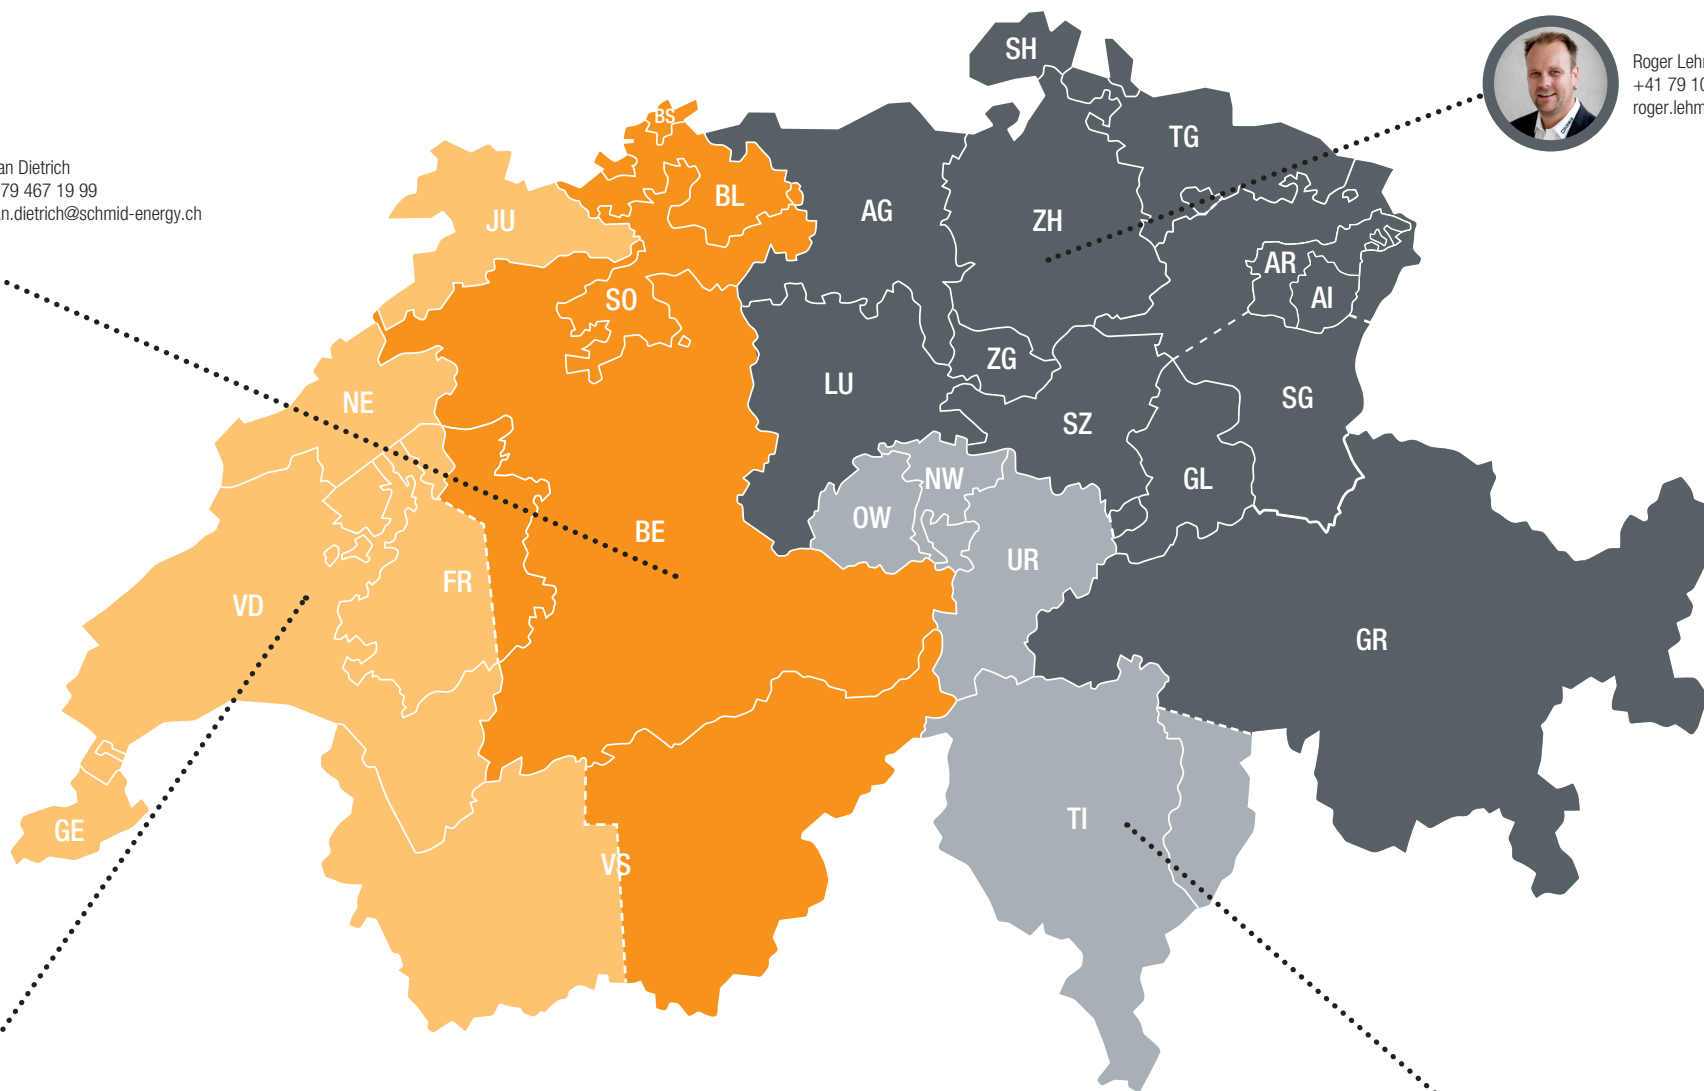 an Dietrich
79 467 19 99
n.dietrich@schmid-energy.ch
Roger Leh
+41 79 10
roger.lehm
SH
BS
TG
BL
AG
ZH
JU
AR
AI
SO
ZG
LU
NE
SG
SZ
GL
NW
OW
BE
UR
FR
VD
GR
TI
GE
VS